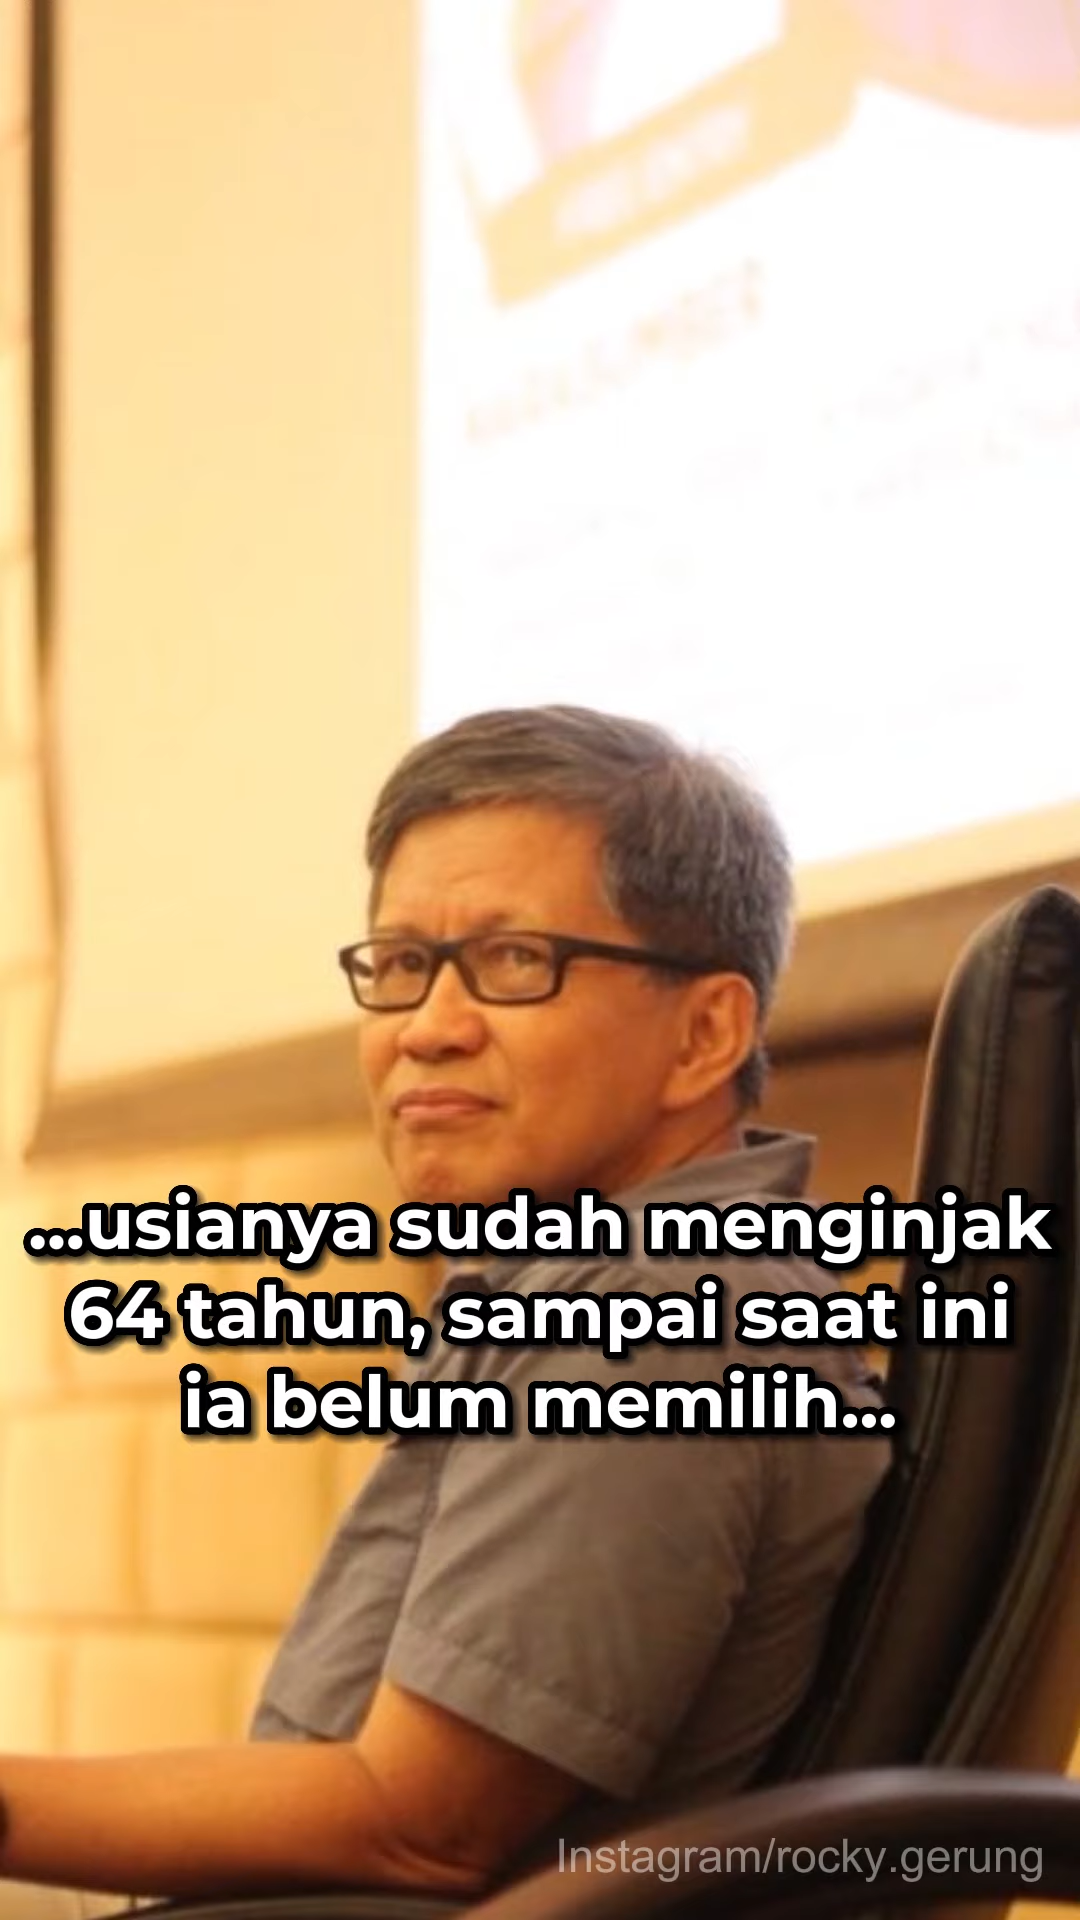 ...usianya sudah menginjak
64 tahun, sampai saat ini
ia belum memilih...
Instagram/rocky.gerung